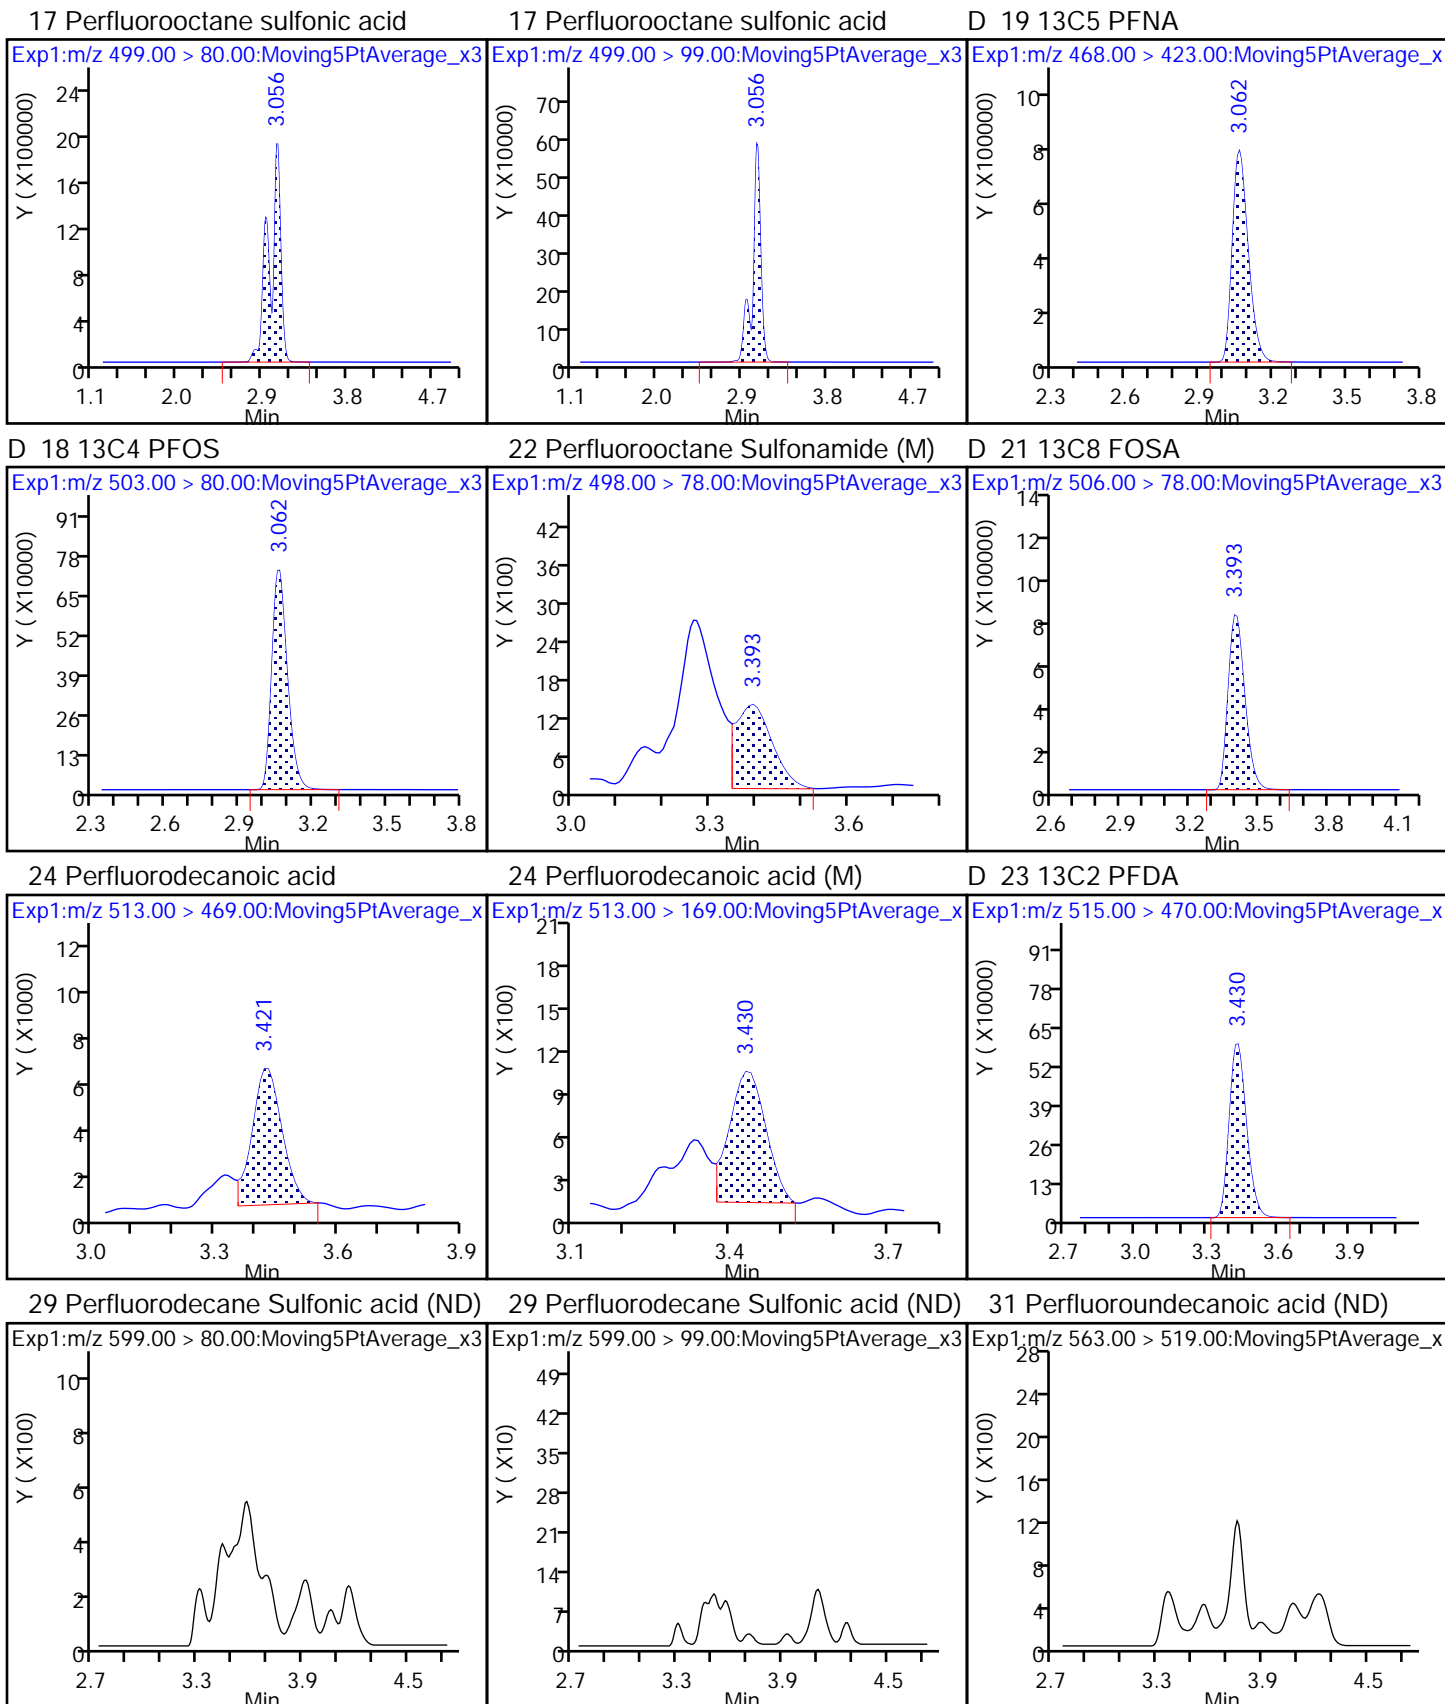 17 Perfluorooctane sulfonic acid
Exp1:m/z 499.00 > 80.00:Moving5PtAverage_x3
3.056
Y ( X100000)
24
20
16
12
8
4
0
1.1 2.0 2.9 3.8 4.7
Min
17 Perfluorooctane sulfonic acid
Exp1:m/z 499.00 > 99.00:Moving5PtAverage_x3
3.056
Y ( X10000)
70
60
50
40
30
20
10
0
1.1 2.0 2.9 3.8 4.7
Min
D 19 13C5 PFNA
Exp1:m/z 468.00 > 423.00:Moving5PtAverage_x
3.062
Y ( X100000)
10
8
6
4
2
0
2.3 2.6 2.9 3.2 3.5 3.8
Min
D 18 13C4 PFOS
Exp1:m/z 503.00 > 80.00:Moving5PtAverage_x3
3.062
Y ( X10000)
91
78
65
52
39
26
13
0
2.3 2.6 2.9 3.2 3.5 3.8
Min
22 Perfluorooctane Sulfonamide (M)
Exp1:m/z 498.00 > 78.00:Moving5PtAverage_x3
3.393
Y ( X100)
42
36
30
24
18
12
6
0
3.0 3.3 3.6
Min
D 21 13C8 FOSA
Exp1:m/z 506.00 > 78.00:Moving5PtAverage_x3
3.393
Y ( X100000)
14
12
10
8
6
4
2
0
2.6 2.9 3.2 3.5 3.8 4.1
Min
24 Perfluorodecanoic acid
Exp1:m/z 513.00 > 469.00:Moving5PtAverage_x
3.421
Y ( X1000)
12
10
8
6
4
2
0
3.0 3.3 3.6 3.9
Min
24 Perfluorodecanoic acid (M)
Exp1:m/z 513.00 > 169.00:Moving5PtAverage_x
3.430
Y ( X100)
21
18
15
12
9
6
3
0
3.1 3.4 3.7
Min
D 23 13C2 PFDA
Exp1:m/z 515.00 > 470.00:Moving5PtAverage_x
3.430
Y ( X10000)
91
78
65
52
39
26
13
0
2.7 3.0 3.3 3.6 3.9
Min
29 Perfluorodecane Sulfonic acid (ND)
Exp1:m/z 599.00 > 80.00:Moving5PtAverage_x3
Y ( X100)
10
8
6
4
2
0
2.7 3.3 3.9 4.5
Min
29 Perfluorodecane Sulfonic acid (ND)
Exp1:m/z 599.00 > 99.00:Moving5PtAverage_x3
Y ( X10)
49
42
35
28
21
14
7
0
2.7 3.3 3.9 4.5
Min
31 Perfluoroundecanoic acid (ND)
Exp1:m/z 563.00 > 519.00:Moving5PtAverage_x
Y ( X100)
28
24
20
16
12
8
4
0
2.7 3.3 3.9 4.5
Min